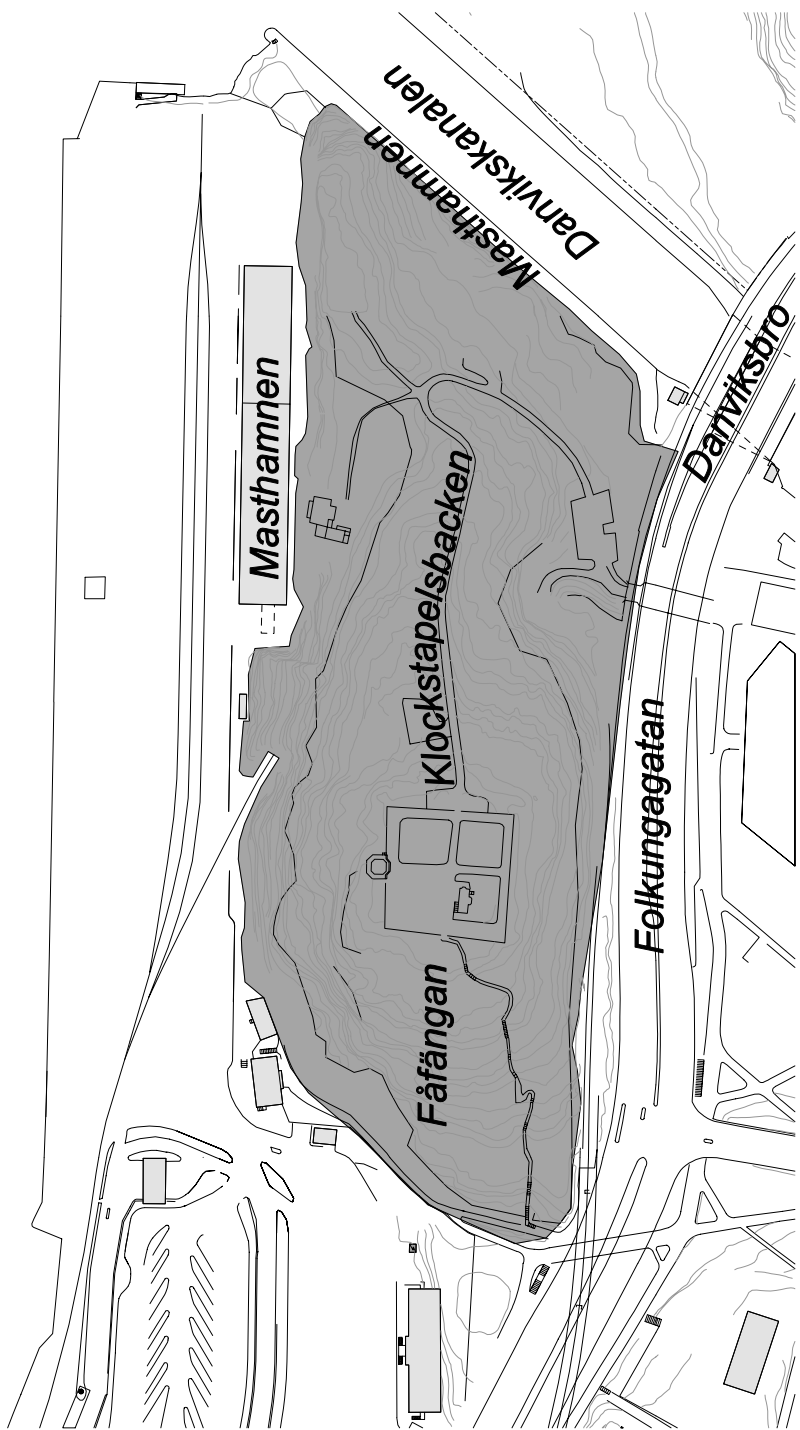 Danvikskanalen
Masthamnen
Danviksbro
Masthamnen
Klockstapelsbacken
Folkungagatan
Fåfängan